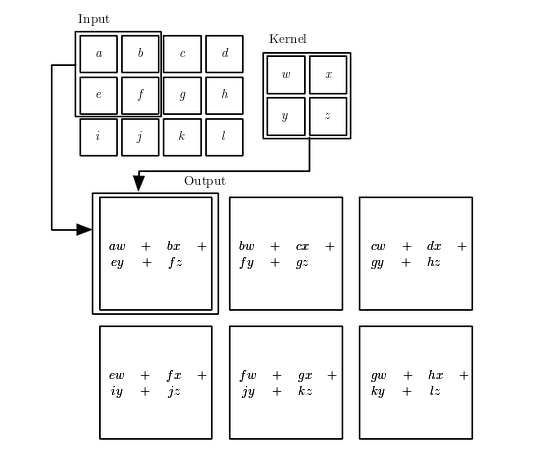 Input
Kernel
a b c d
w x
e f g h
y z
i j k l
Output
aw + bx +
ey + fz
bw + cx +
fy + gz
cw + dx +
gy + hz
ew + fx +
iy + jz
fw + gx +
jy + kz
gw + hx +
ky + lz